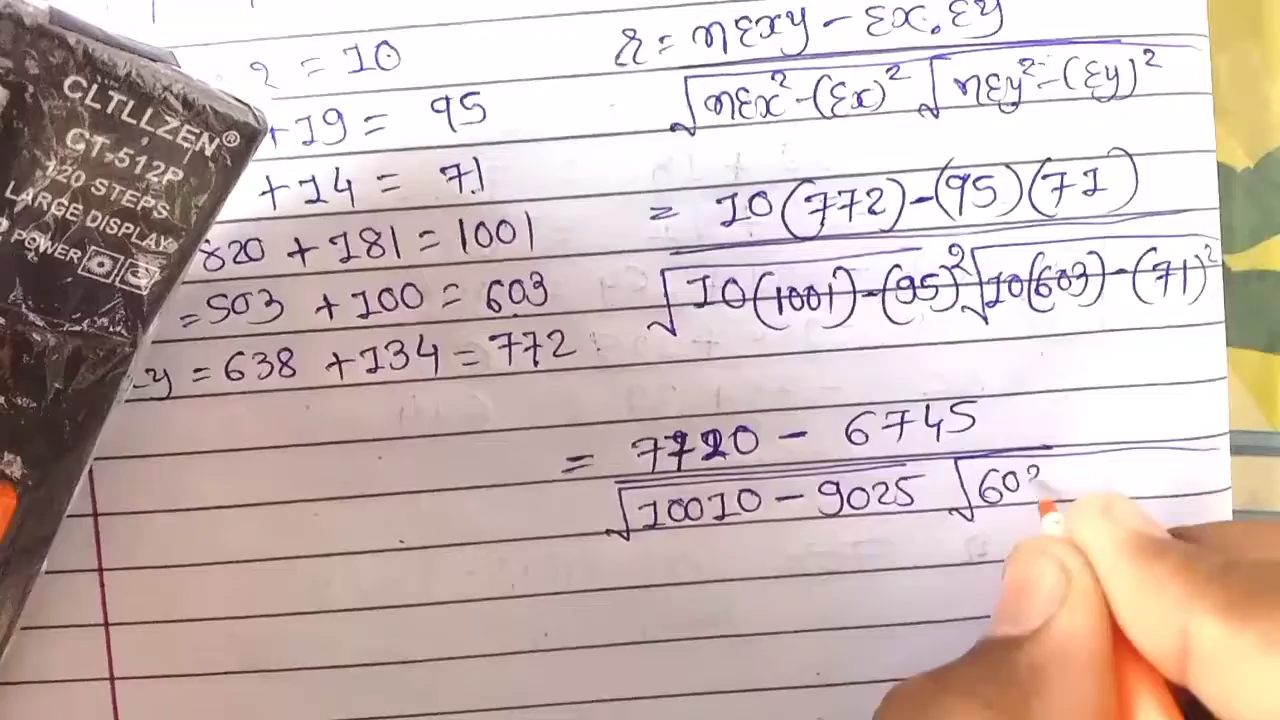 CLTLLZEN®
CT-512P
120 STEPS
LARGE DISPLAY
POWER
2 = 10
+19 = 95
+14 = 71
820 + 181 = 1001
=503 +100 = 603
y = 638 +134 = 772
r = nΣxy - Σx.Σy
√nΣx² -(Σx)² √nΣy² -(Σy)²
= 10(772)-(95)(71)
√10(1001)-(95)² √10(603)-(71)²
= 7720 - 6745
√10010 - 9025 √603